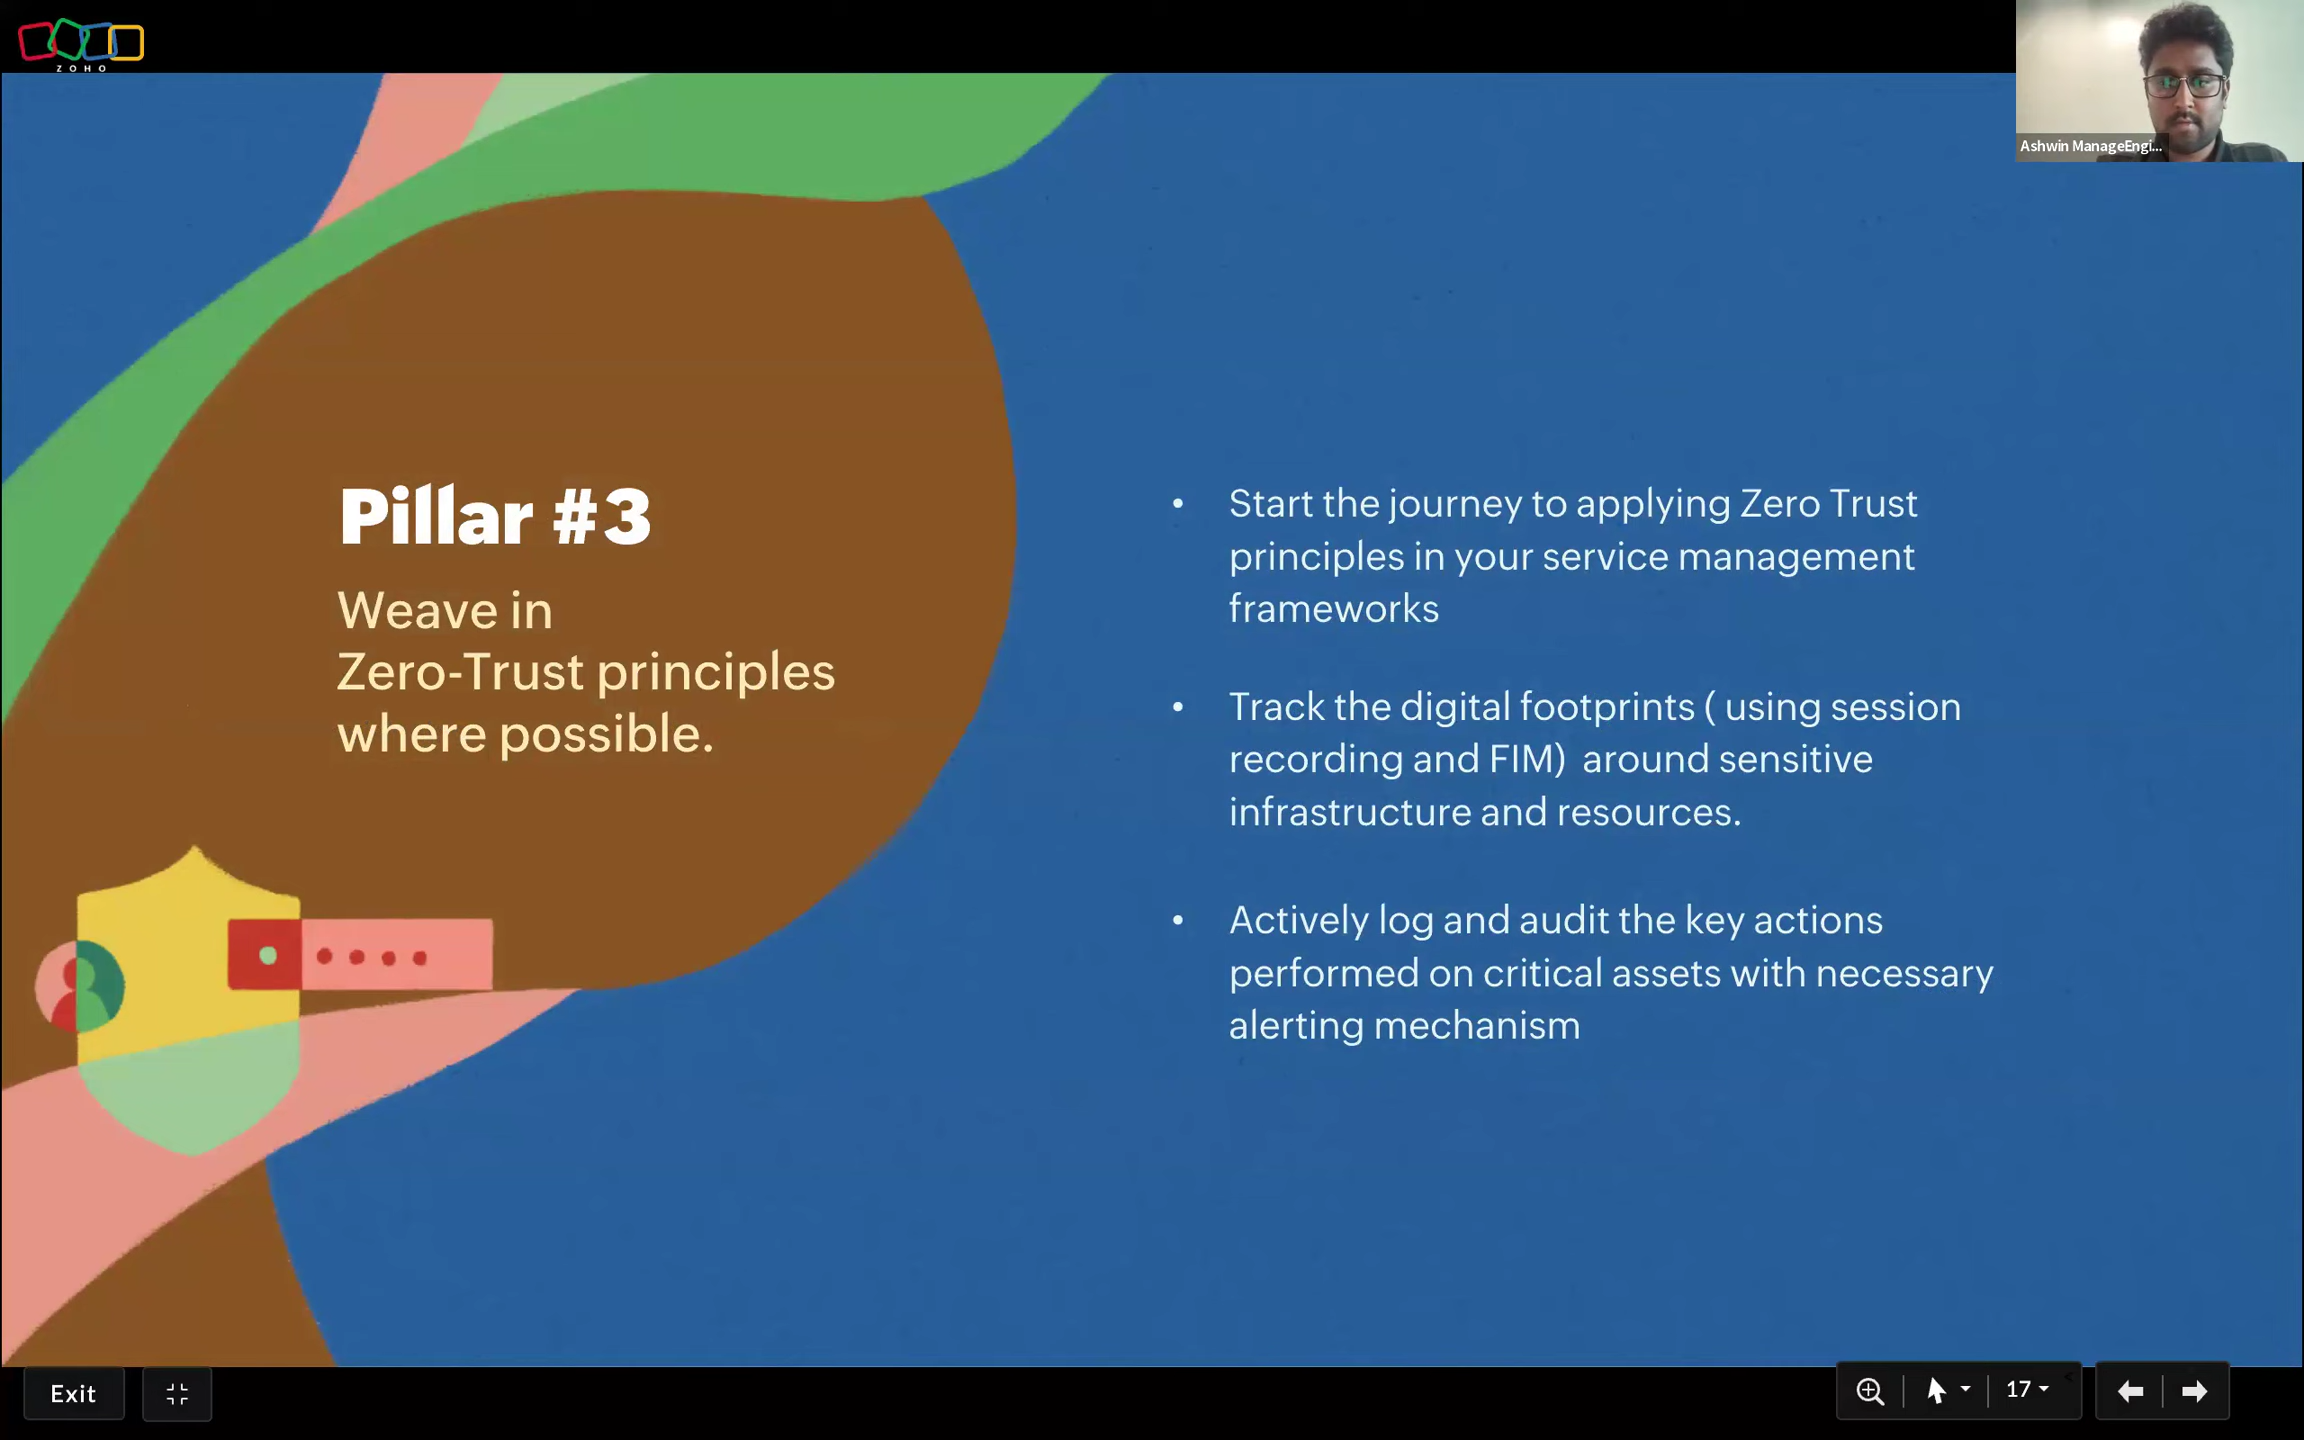 ZOHO
Ashwin ManageEngi...
Pillar #3
Weave in
Zero-Trust principles
where possible.
• Start the journey to applying Zero Trust
principles in your service management
frameworks
• Track the digital footprints ( using session
recording and FIM)  around sensitive
infrastructure and resources.
• Actively log and audit the key actions
performed on critical assets with necessary
alerting mechanism
Exit
17